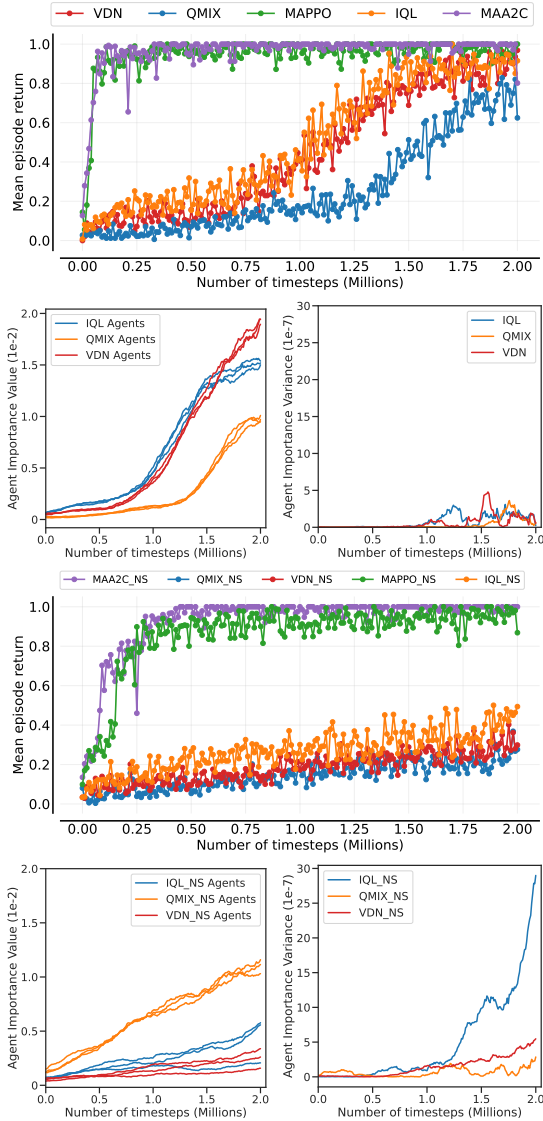 VDN QMIX MAPPO IQL MAA2C
Mean episode return
1.0
0.8
0.6
0.4
0.2
0.0
0.00 0.25 0.50 0.75 1.00 1.25 1.50 1.75 2.00
Number of timesteps (Millions)
Agent Importance Value (1e-2)
2.0
1.5
1.0
0.5
0
IQL Agents
QMIX Agents
VDN Agents
0.0 0.5 1.0 1.5 2.0
Number of timesteps (Millions)
Agent Importance Variance (1e-7)
30
25
20
15
10
5
0
IQL
QMIX
VDN
0.0 0.5 1.0 1.5 2.0
Number of timesteps (Millions)
MAA2C_NS QMIX_NS VDN_NS MAPPO_NS IQL_NS
Mean episode return
1.0
0.8
0.6
0.4
0.2
0.0
0.00 0.25 0.50 0.75 1.00 1.25 1.50 1.75 2.00
Number of timesteps (Millions)
Agent Importance Value (1e-2)
2.0
1.5
1.0
0.5
0
IQL_NS Agents
QMIX_NS Agents
VDN_NS Agents
0.0 0.5 1.0 1.5 2.0
Number of timesteps (Millions)
Agent Importance Variance (1e-7)
30
25
20
15
10
5
0
IQL_NS
QMIX_NS
VDN_NS
0.0 0.5 1.0 1.5 2.0
Number of timesteps (Millions)